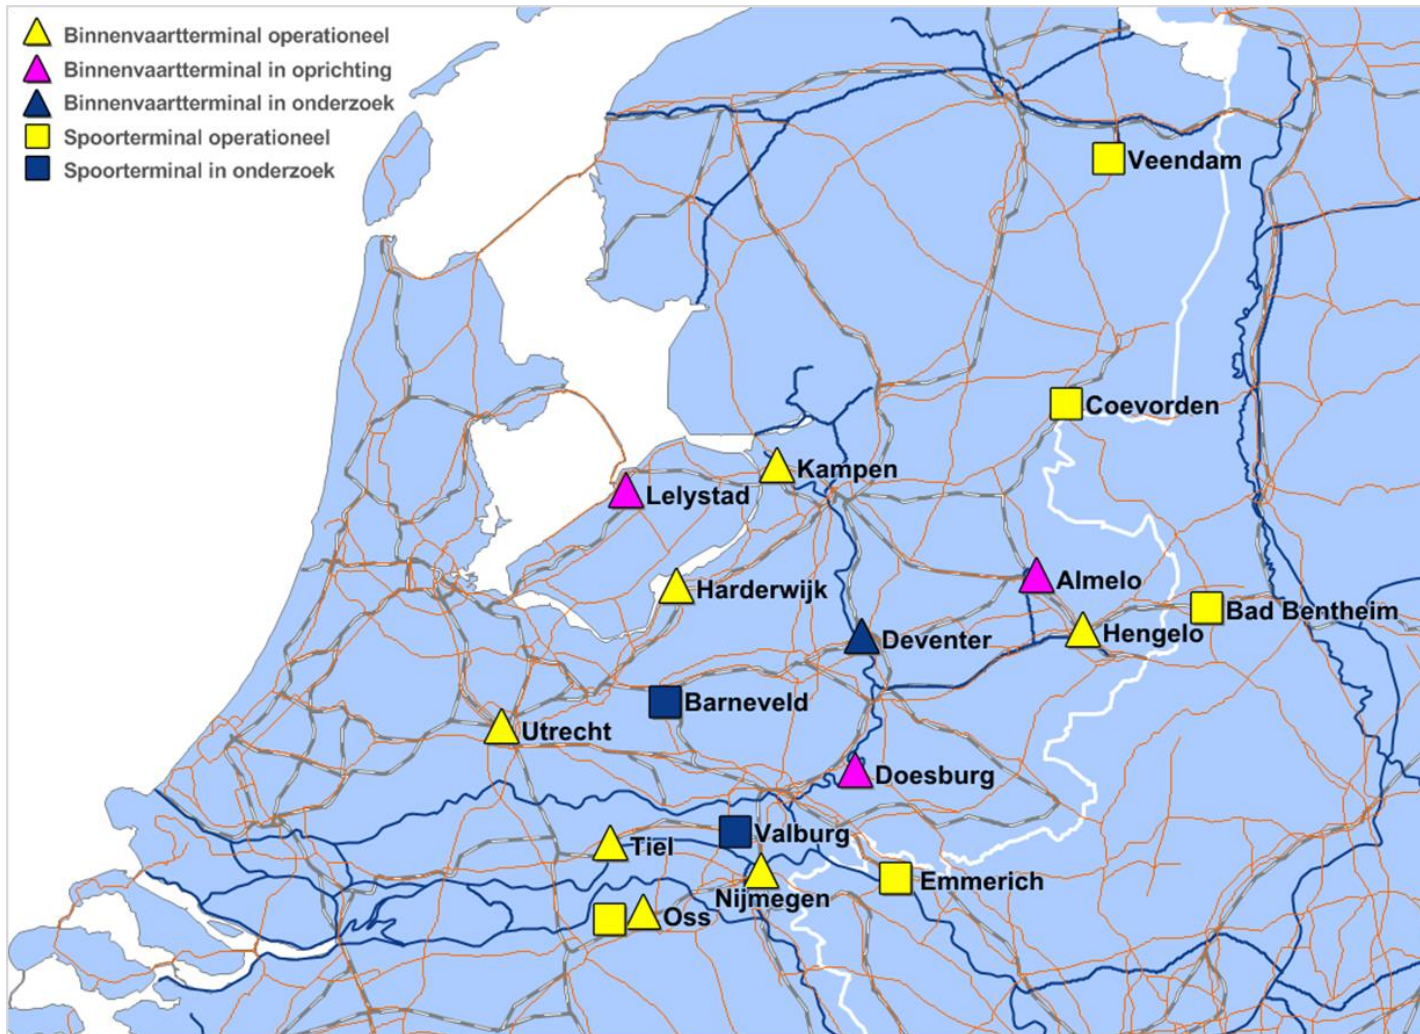 Binnenvaartterminal operationeel
Binnenvaartterminal in oprichting
Binnenvaartterminal in onderzoek
Spoorterminal operationeel
Spoorterminal in onderzoek
Veendam
Coevorden
Kampen
Lelystad
Almelo
Harderwijk
Bad Bentheim
Hengelo
Deventer
Barneveld
Utrecht
Doesburg
Valburg
Tiel
Emmerich
Nijmegen
Oss